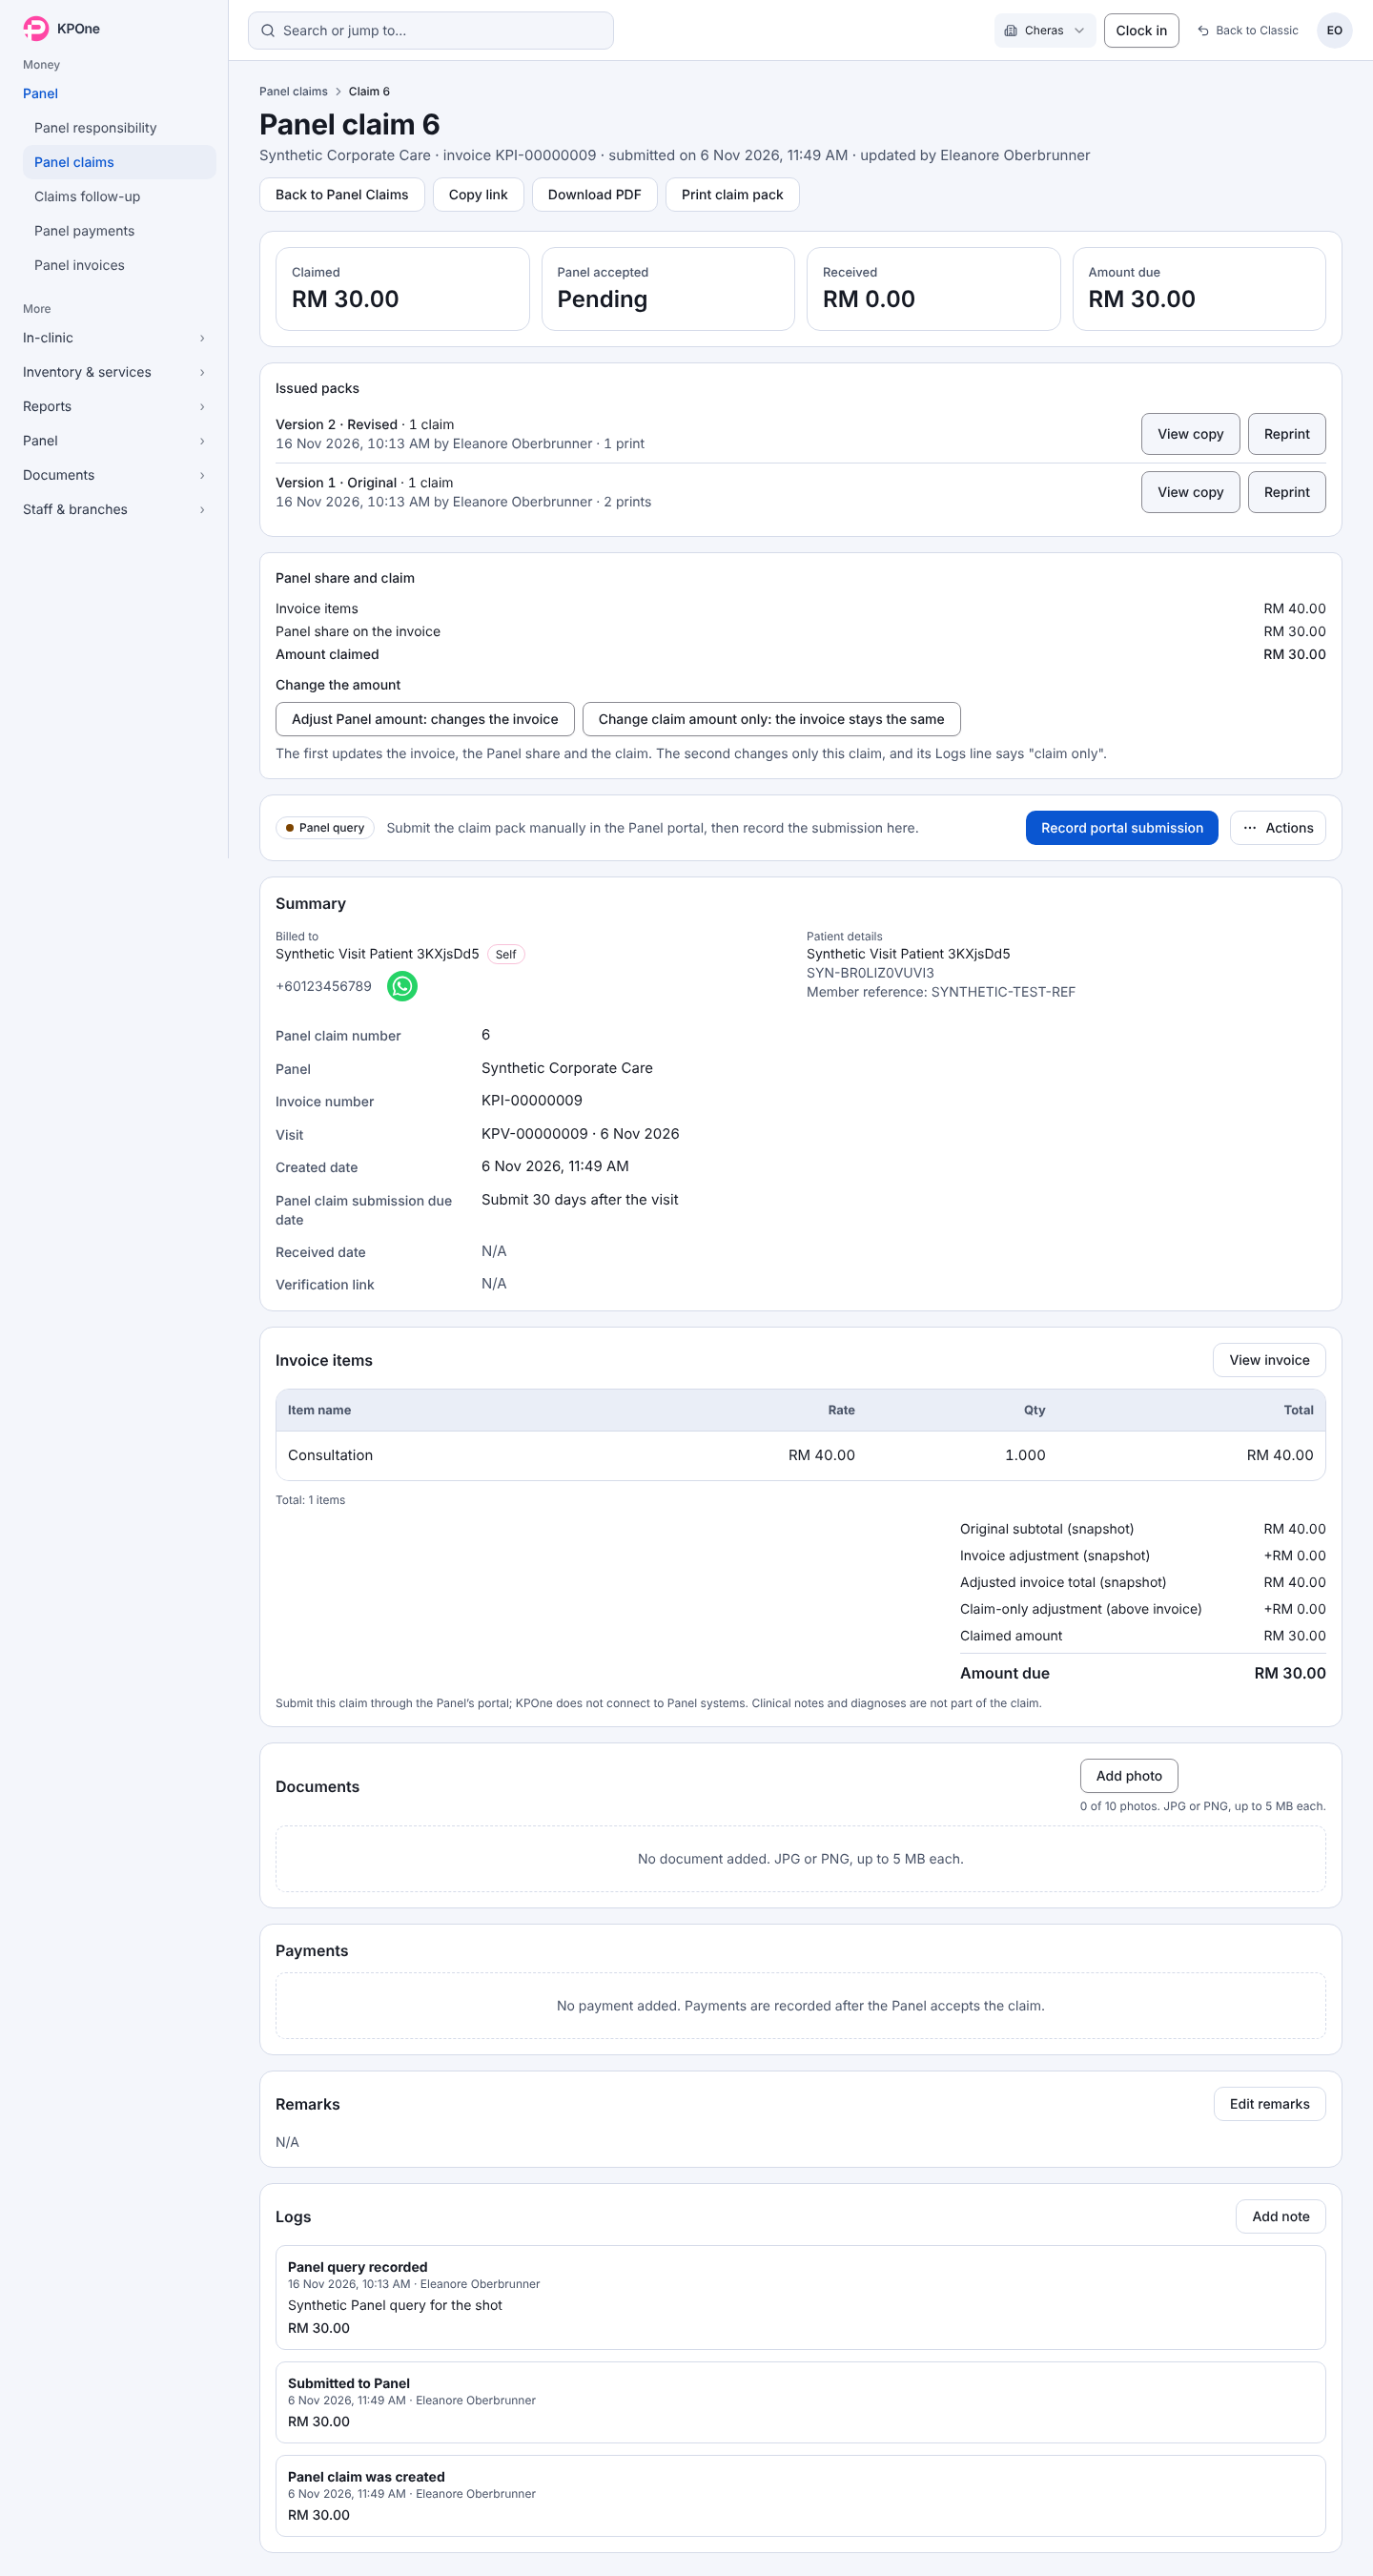 KPOne
Search or jump to...
Cheras
Clock in
Back to Classic
EO
Money
Panel
Panel responsibility
Panel claims
Claims follow-up
Panel payments
Panel invoices
More
In-clinic
Inventory & services
Reports
Panel
Documents
Staff & branches
Panel claims > Claim 6
Panel claim 6
Synthetic Corporate Care · invoice KPI-00000009 · submitted on 6 Nov 2026, 11:49 AM · updated by Eleanore Oberbrunner
Back to Panel Claims
Copy link
Download PDF
Print claim pack
Claimed
RM 30.00
Panel accepted
Pending
Received
RM 0.00
Amount due
RM 30.00
Issued packs
Version 2 · Revised · 1 claim
16 Nov 2026, 10:13 AM by Eleanore Oberbrunner · 1 print
View copy
Reprint
Version 1 · Original · 1 claim
16 Nov 2026, 10:13 AM by Eleanore Oberbrunner · 2 prints
View copy
Reprint
Panel share and claim
Invoice items RM 40.00
Panel share on the invoice RM 30.00
Amount claimed RM 30.00
Change the amount
Adjust Panel amount: changes the invoice
Change claim amount only: the invoice stays the same
The first updates the invoice, the Panel share and the claim. The second changes only this claim, and its Logs line says "claim only".
Panel query
Submit the claim pack manually in the Panel portal, then record the submission here.
Record portal submission
··· Actions
Summary
Billed to
Synthetic Visit Patient 3KXjsDd5 Self
+60123456789
Patient details
Synthetic Visit Patient 3KXjsDd5
SYN-BR0LIZ0VUVI3
Member reference: SYNTHETIC-TEST-REF
Panel claim number 6
Panel Synthetic Corporate Care
Invoice number KPI-00000009
Visit KPV-00000009 · 6 Nov 2026
Created date 6 Nov 2026, 11:49 AM
Panel claim submission due date Submit 30 days after the visit
Received date N/A
Verification link N/A
Invoice items
View invoice
Item name Rate Qty Total
Consultation RM 40.00 1.000 RM 40.00
Total: 1 items
Original subtotal (snapshot) RM 40.00
Invoice adjustment (snapshot) +RM 0.00
Adjusted invoice total (snapshot) RM 40.00
Claim-only adjustment (above invoice) +RM 0.00
Claimed amount RM 30.00
Amount due RM 30.00
Submit this claim through the Panel's portal; KPOne does not connect to Panel systems. Clinical notes and diagnoses are not part of the claim.
Documents
Add photo
0 of 10 photos. JPG or PNG, up to 5 MB each.
No document added. JPG or PNG, up to 5 MB each.
Payments
No payment added. Payments are recorded after the Panel accepts the claim.
Remarks
Edit remarks
N/A
Logs
Add note
Panel query recorded
16 Nov 2026, 10:13 AM · Eleanore Oberbrunner
Synthetic Panel query for the shot
RM 30.00
Submitted to Panel
6 Nov 2026, 11:49 AM · Eleanore Oberbrunner
RM 30.00
Panel claim was created
6 Nov 2026, 11:49 AM · Eleanore Oberbrunner
RM 30.00